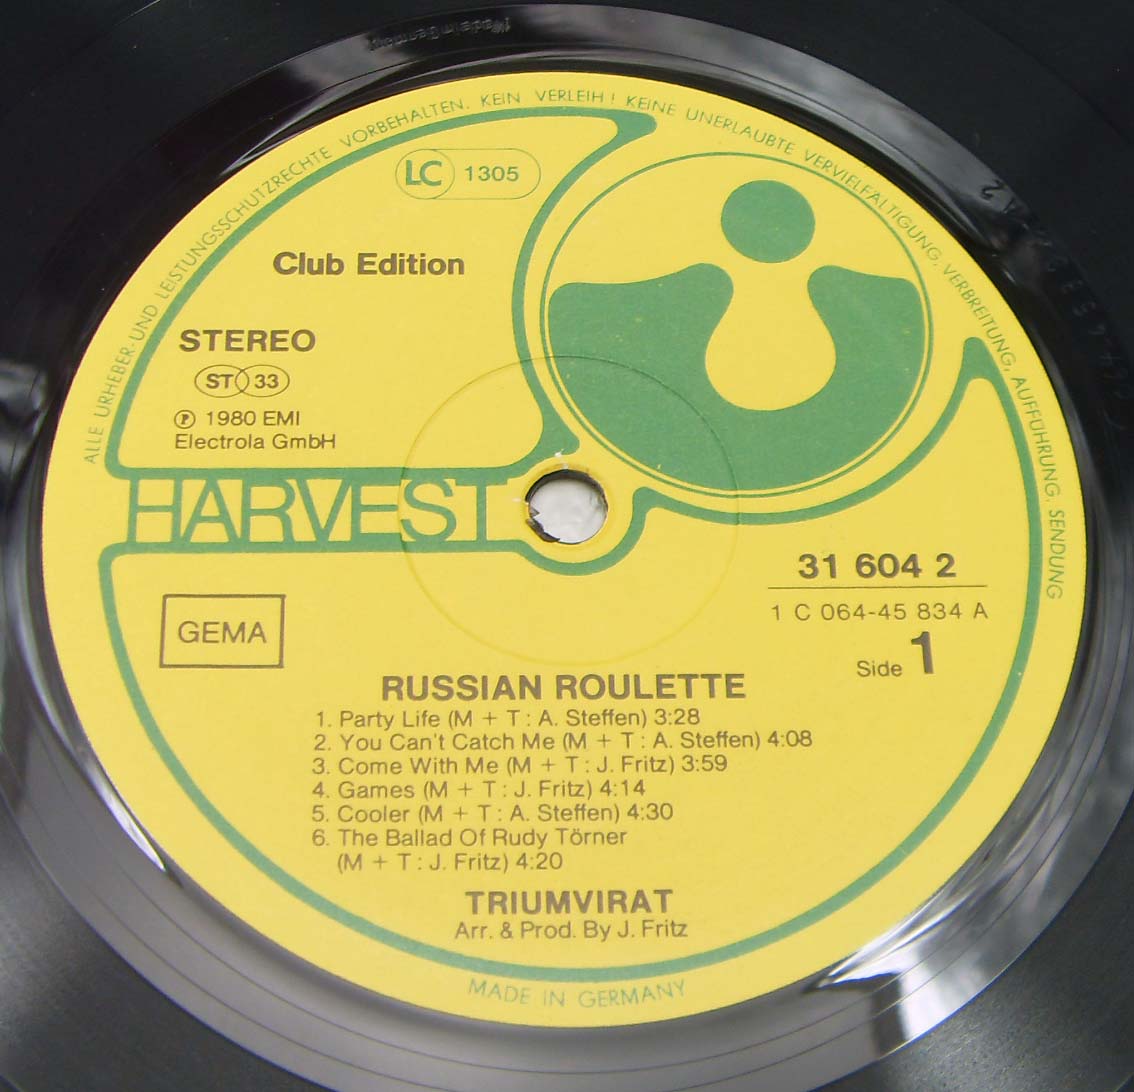 Made in Germany
ALLE URHEBER- UND LEISTUNGSSCHUTZRECHTE VORBEHALTEN. KEIN VERLEIH! KEINE UNERLAUBTE VERVIELFÄLTIGUNG, VERBREITUNG, AUFFÜHRUNG, SENDUNG
LC 1305
Club Edition
STEREO
ST 33
℗ 1980 EMI
Electrola GmbH
HARVEST
31 604 2
1 C 064-45 834 A
Side 1
GEMA
RUSSIAN ROULETTE
1. Party Life (M + T : A. Steffen) 3:28
2. You Can't Catch Me (M + T : A. Steffen) 4:08
3. Come With Me (M + T : J. Fritz) 3:59
4. Games (M + T : J. Fritz) 4:14
5. Cooler (M + T : A. Steffen) 4:30
6. The Ballad Of Rudy Törner
(M + T : J. Fritz) 4:20
TRIUMVIRAT
Arr. & Prod. By J. Fritz
MADE IN GERMANY